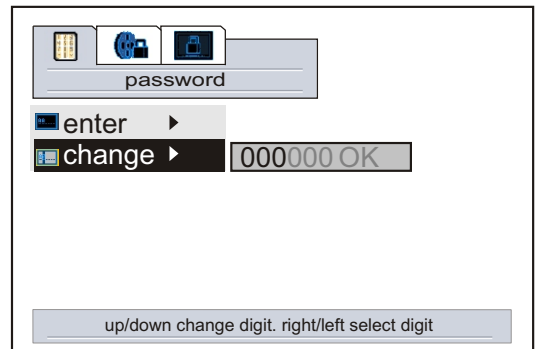 password
enter
change 000000 OK
up/down change digit. right/left select digit